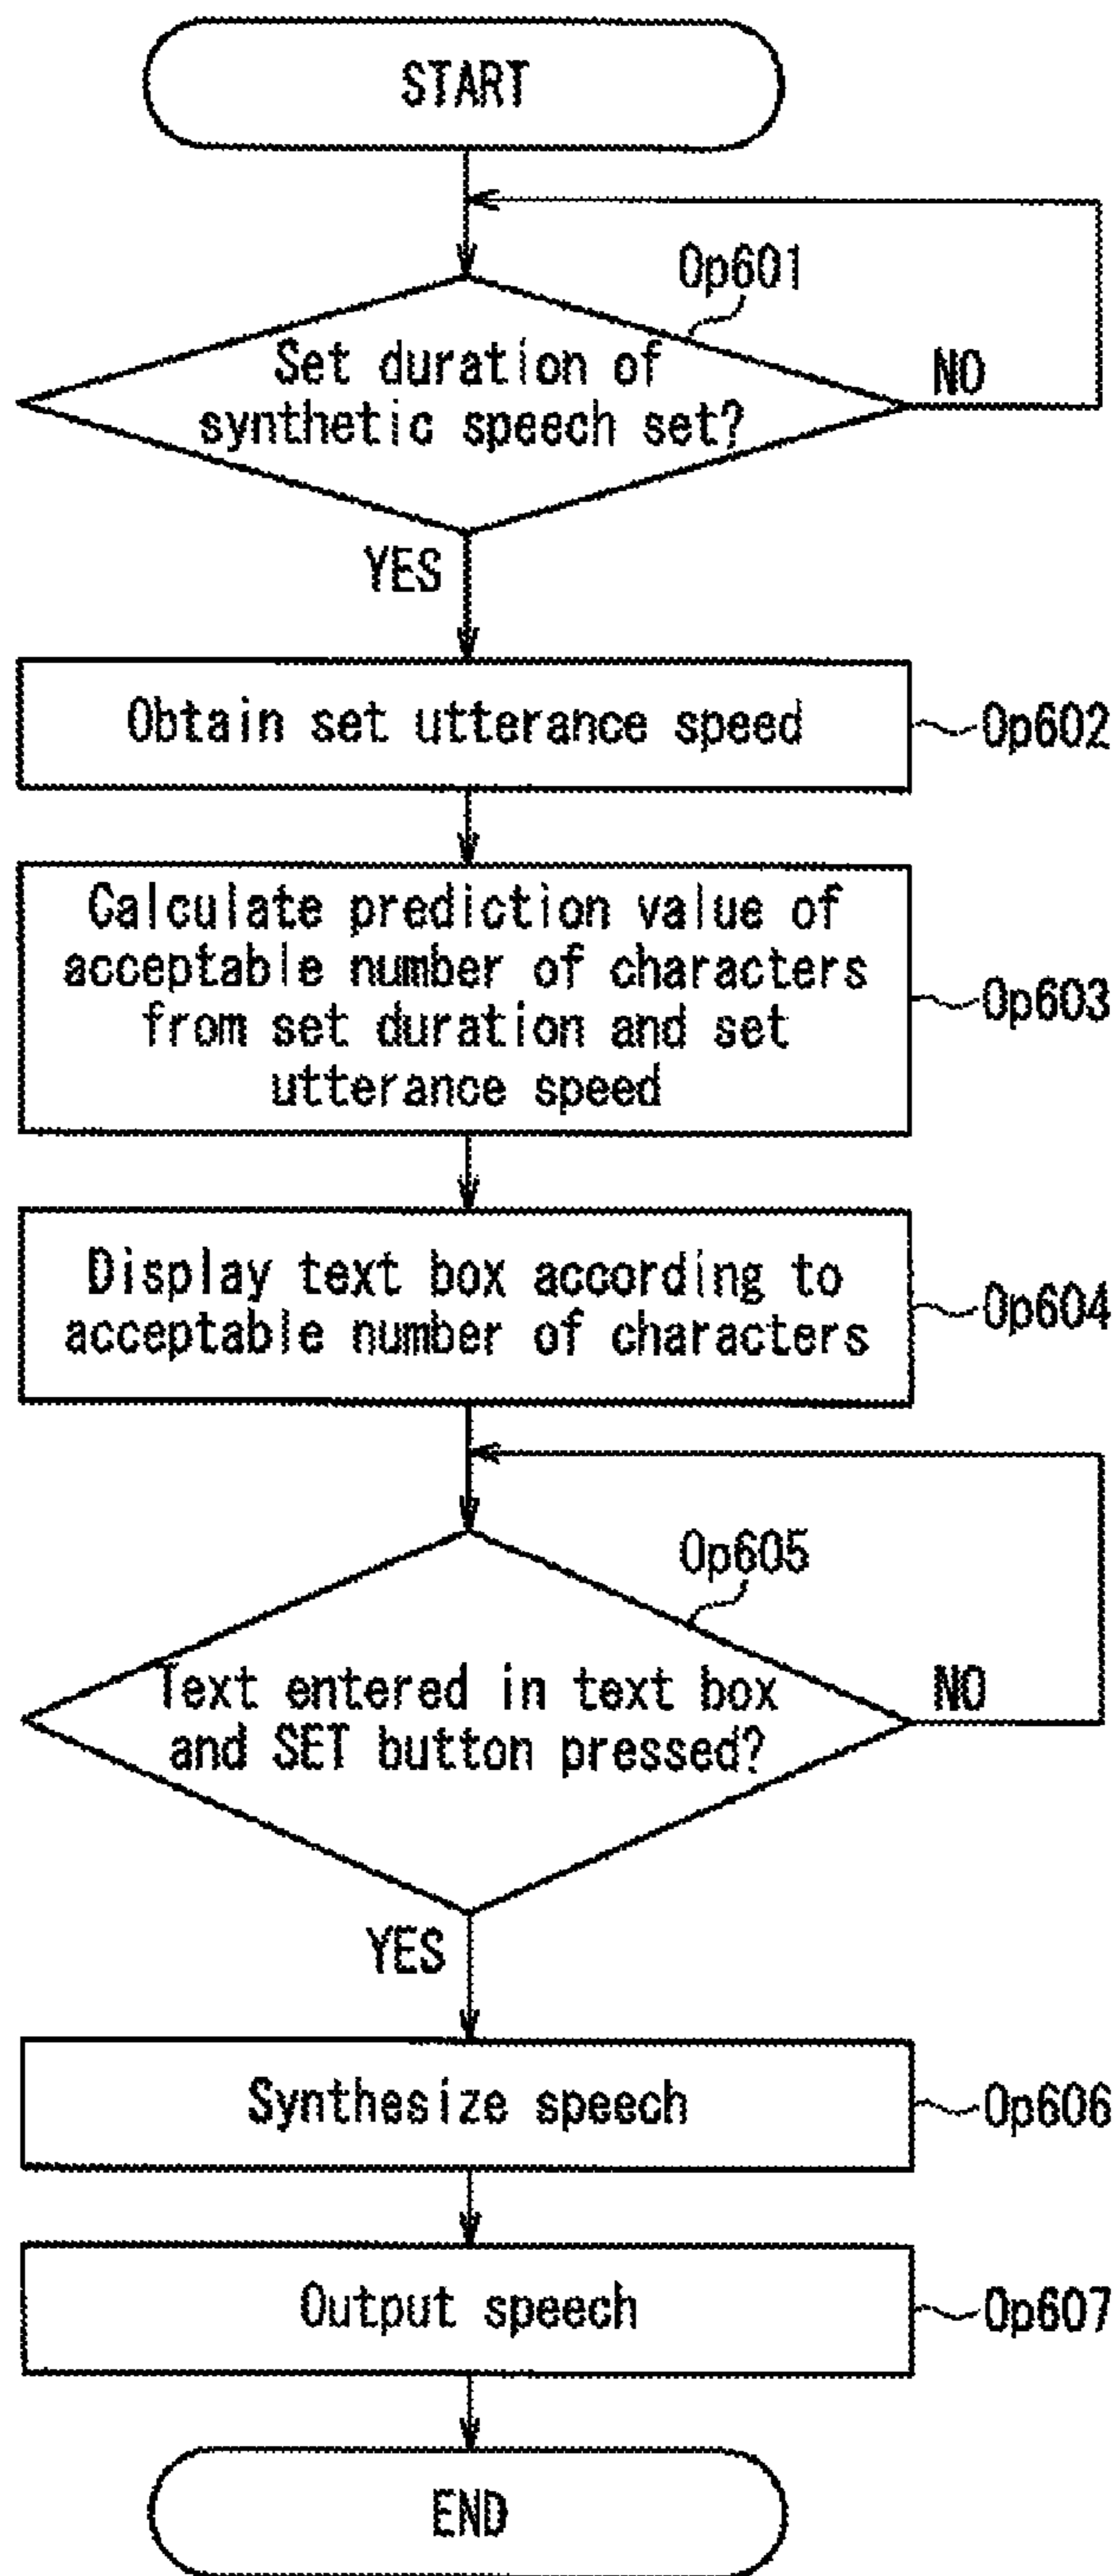 START
Op601
Set duration of
synthetic speech set?
NO
YES
Obtain set utterance speed
Op602
Calculate prediction value of
acceptable number of characters
from set duration and set
utterance speed
Op603
Display text box according to
acceptable number of characters
Op604
Op605
Text entered in text box
and SET button pressed?
NO
YES
Synthesize speech
Op606
Output speech
Op607
END